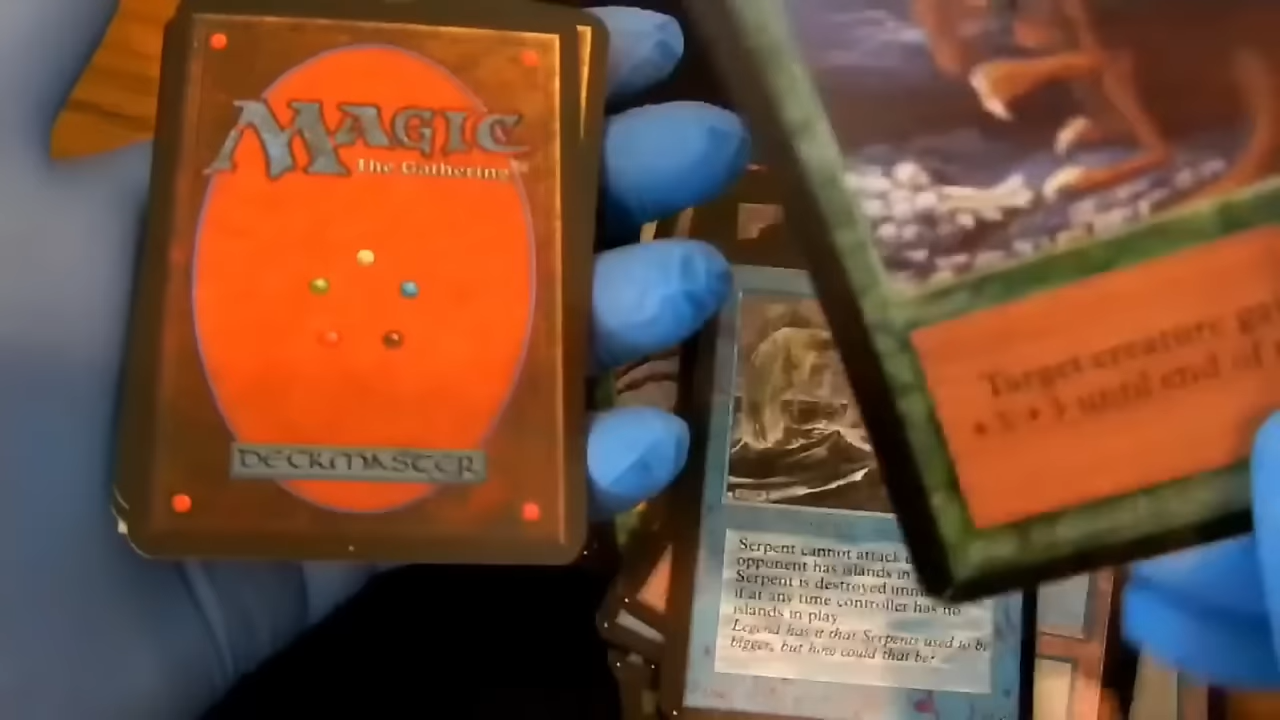 MAGIC
The Gathering
DECKMASTER
Target creature
+3/+3 until end of
Serpent cannot attack
opponent has islands in
Serpent is destroyed
if at any time controller has no
islands in play
Legend has it that Serpents used to be
bigger, but how could that be?